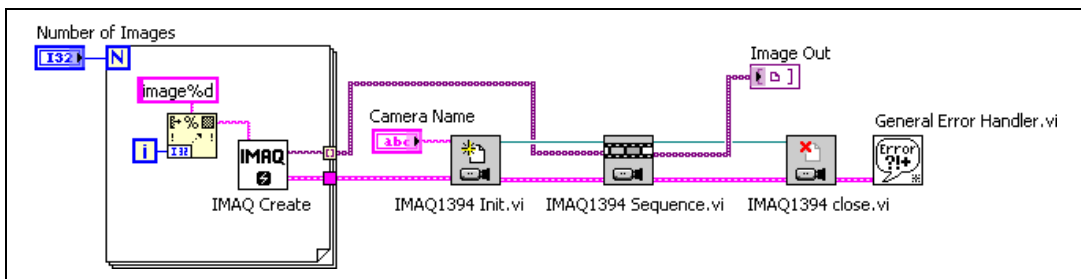 Number of Images
I32
N
image%d
%
I32
i
IMAQ
IMAQ Create
Camera Name
abc
IMAQ1394 Init.vi
IMAQ1394 Sequence.vi
Image Out
IMAQ1394 close.vi
General Error Handler.vi
Error
?!+